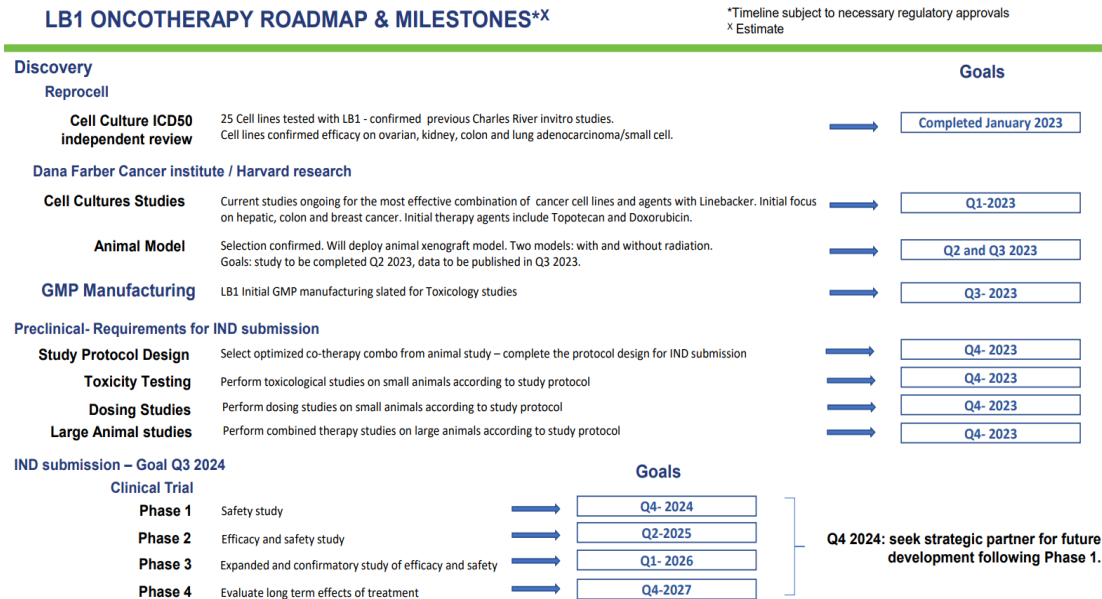 LB1 ONCOTHERAPY ROADMAP & MILESTONES*X
*Timeline subject to necessary regulatory approvals
X Estimate
Discovery
Goals
Reprocell
Cell Culture ICD50
independent review
25 Cell lines tested with LB1 - confirmed previous Charles River invitro studies.
Cell lines confirmed efficacy on ovarian, kidney, colon and lung adenocarcinoma/small cell.
Completed January 2023
Dana Farber Cancer institute / Harvard research
Cell Cultures Studies
Current studies ongoing for the most effective combination of cancer cell lines and agents with Linebacker. Initial focus
on hepatic, colon and breast cancer. Initial therapy agents include Topotecan and Doxorubicin.
Q1-2023
Animal Model
Selection confirmed. Will deploy animal xenograft model. Two models: with and without radiation.
Goals: study to be completed Q2 2023, data to be published in Q3 2023.
Q2 and Q3 2023
GMP Manufacturing
LB1 Initial GMP manufacturing slated for Toxicology studies
Q3- 2023
Preclinical- Requirements for IND submission
Study Protocol Design
Select optimized co-therapy combo from animal study – complete the protocol design for IND submission
Q4- 2023
Toxicity Testing
Perform toxicological studies on small animals according to study protocol
Q4- 2023
Dosing Studies
Perform dosing studies on small animals according to study protocol
Q4- 2023
Large Animal studies
Perform combined therapy studies on large animals according to study protocol
Q4- 2023
IND submission – Goal Q3 2024
Goals
Clinical Trial
Phase 1
Safety study
Q4- 2024
Phase 2
Efficacy and safety study
Q2-2025
Phase 3
Expanded and confirmatory study of efficacy and safety
Q1- 2026
Phase 4
Evaluate long term effects of treatment
Q4-2027
Q4 2024: seek strategic partner for future
development following Phase 1.